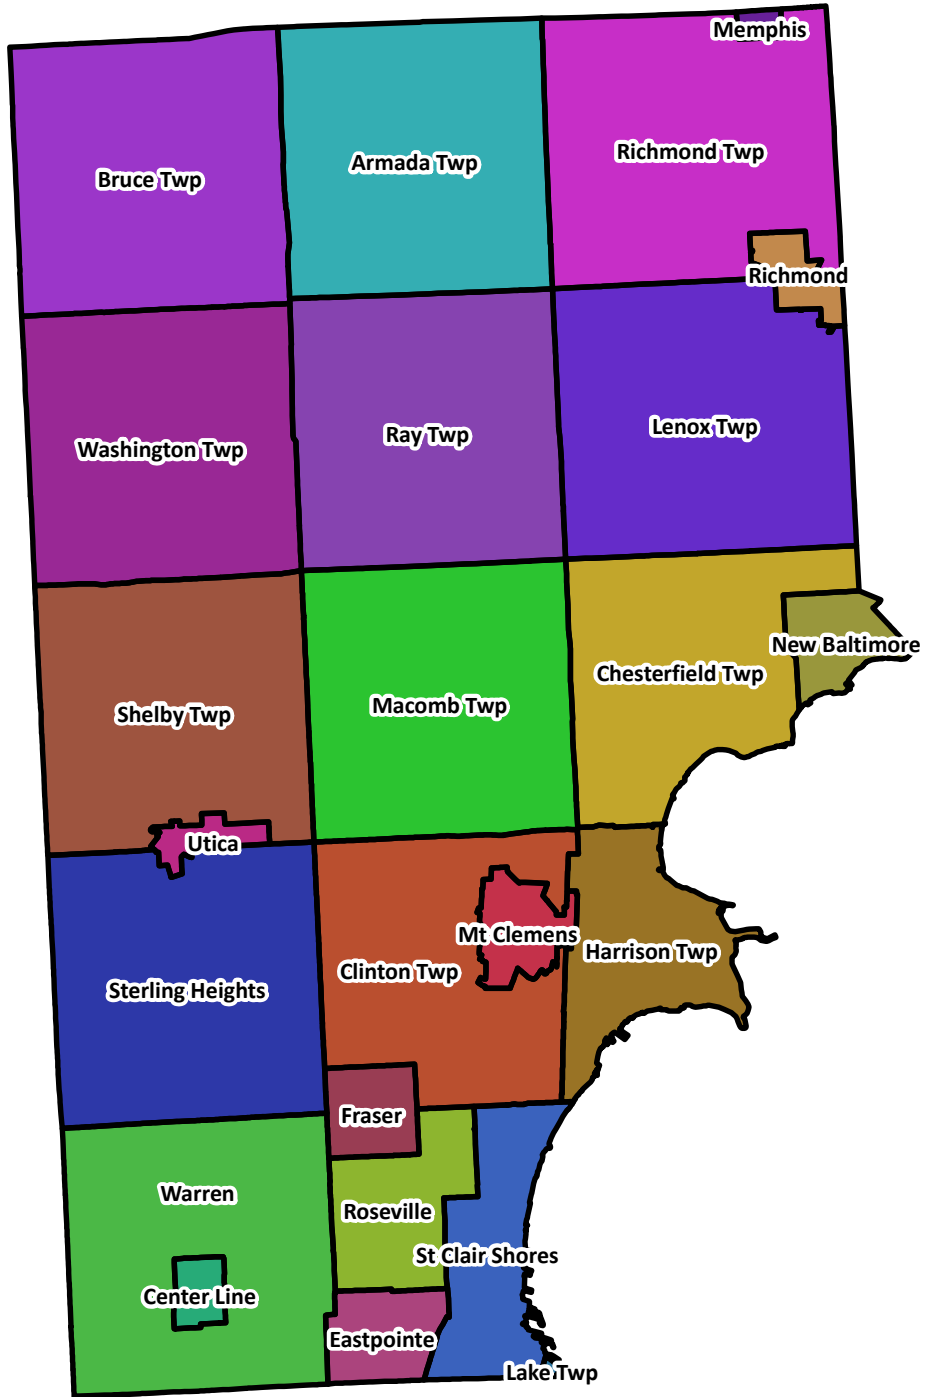 Memphis
Bruce Twp
Armada Twp
Richmond Twp
Richmond
Washington Twp
Ray Twp
Lenox Twp
New Baltimore
Shelby Twp
Macomb Twp
Chesterfield Twp
Utica
Mt Clemens
Sterling Heights
Clinton Twp
Harrison Twp
Fraser
Warren
Roseville
St Clair Shores
Center Line
Eastpointe
Lake Twp